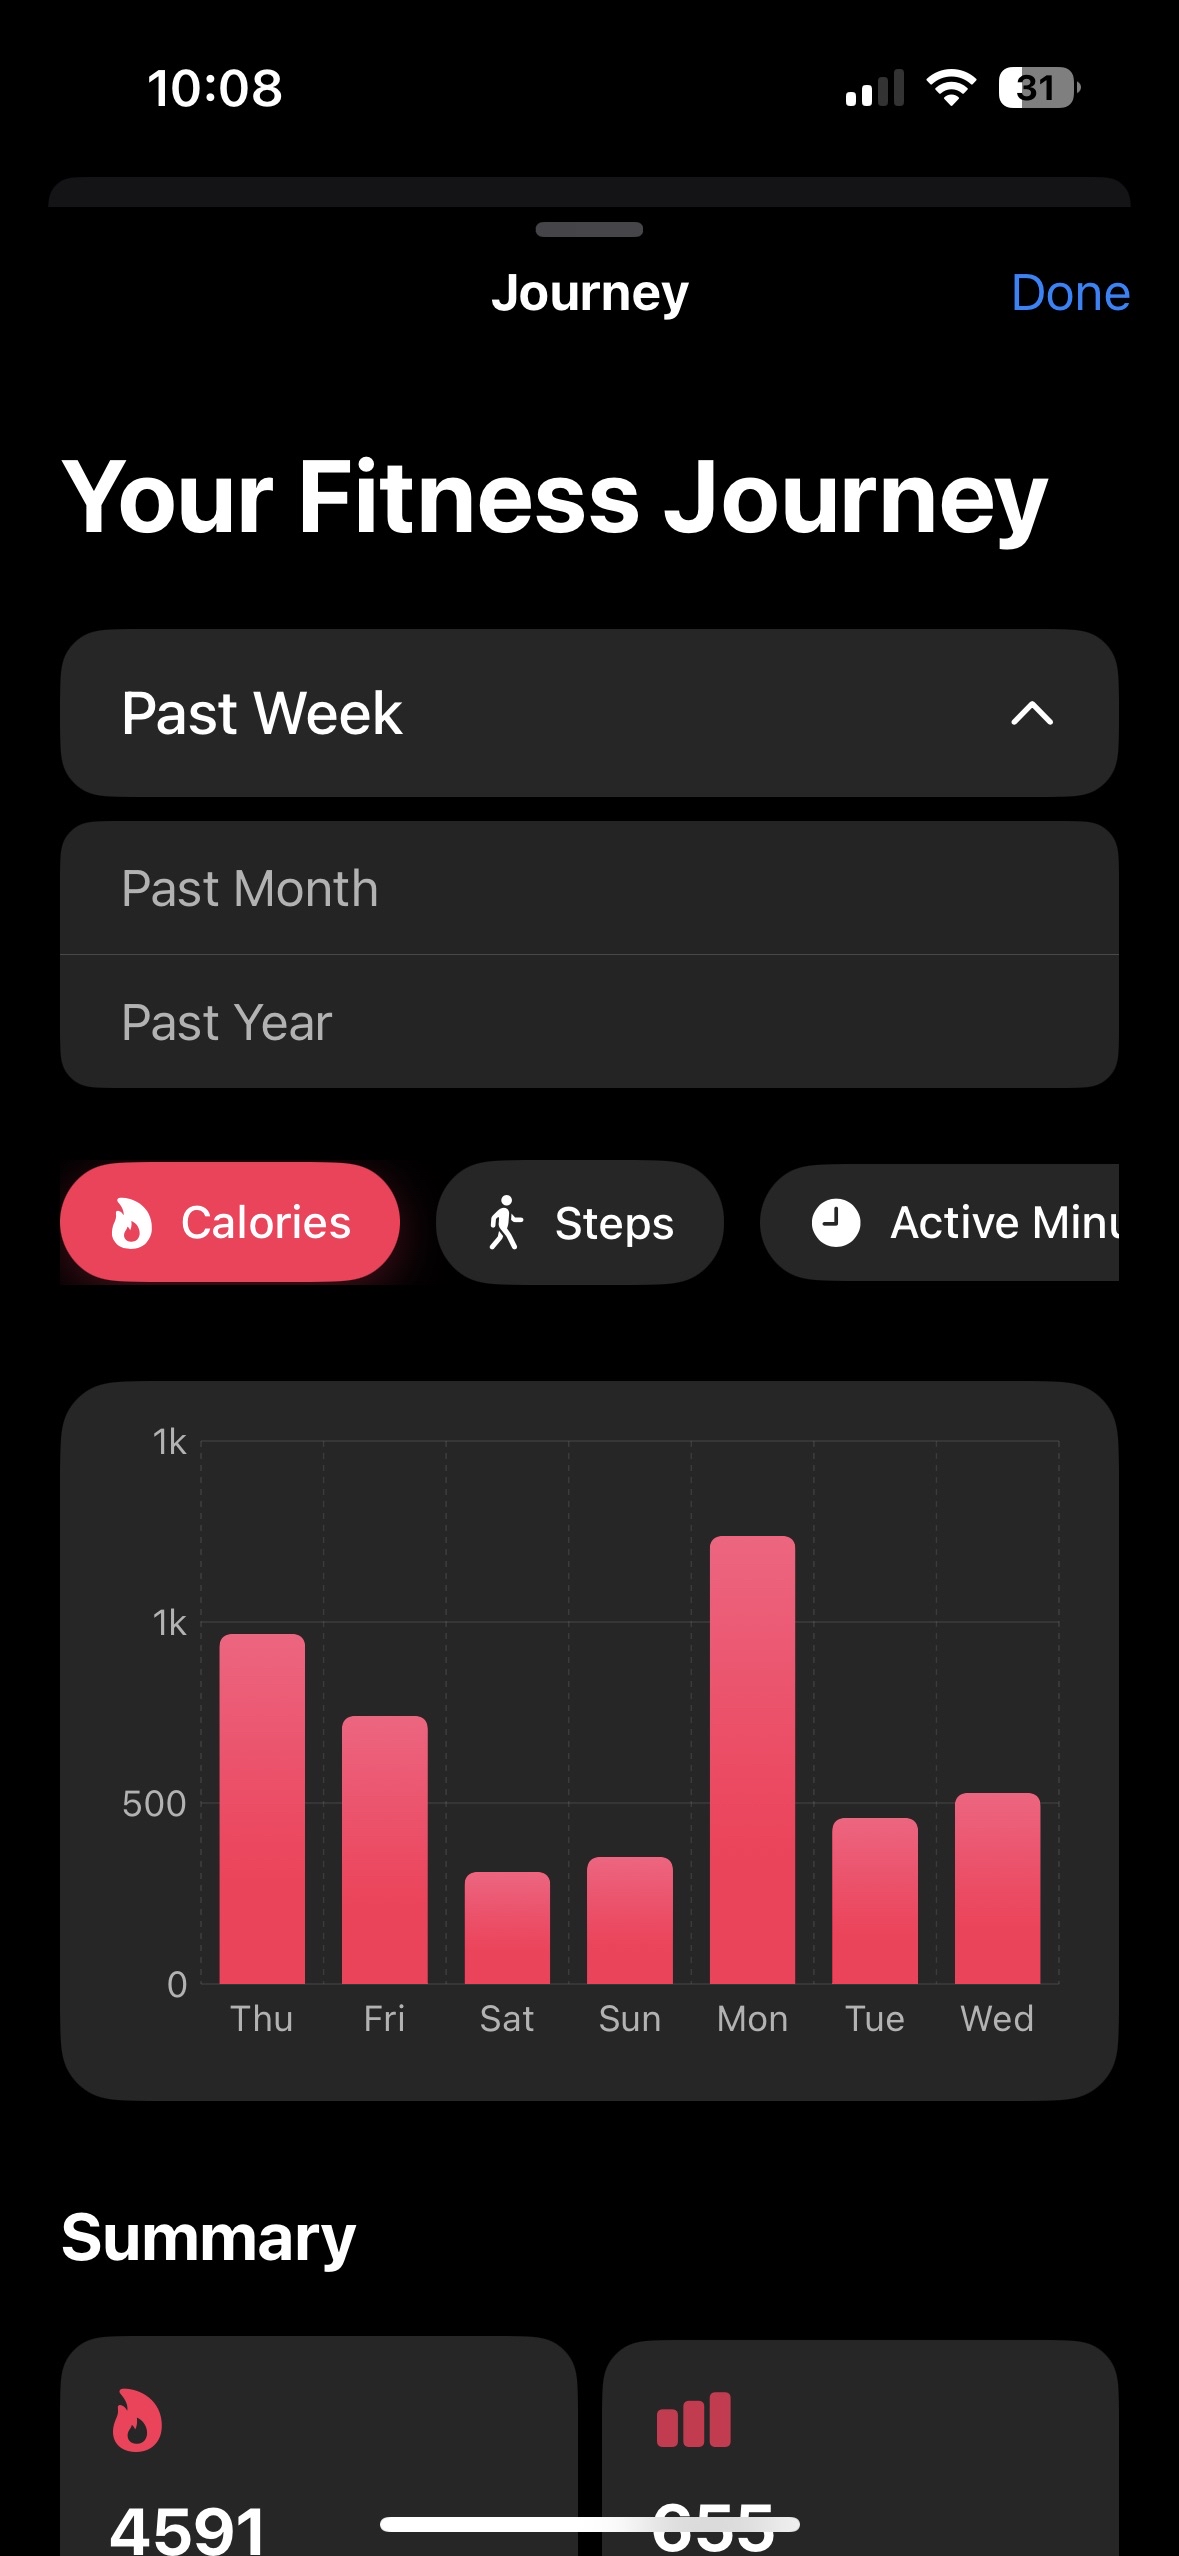 10:08
31
Journey
Done
Your Fitness Journey
Past Week
Past Month
Past Year
Calories
Steps
Active Minu
1k
1k
500
0
Thu Fri Sat Sun Mon Tue Wed
Summary
4591
655